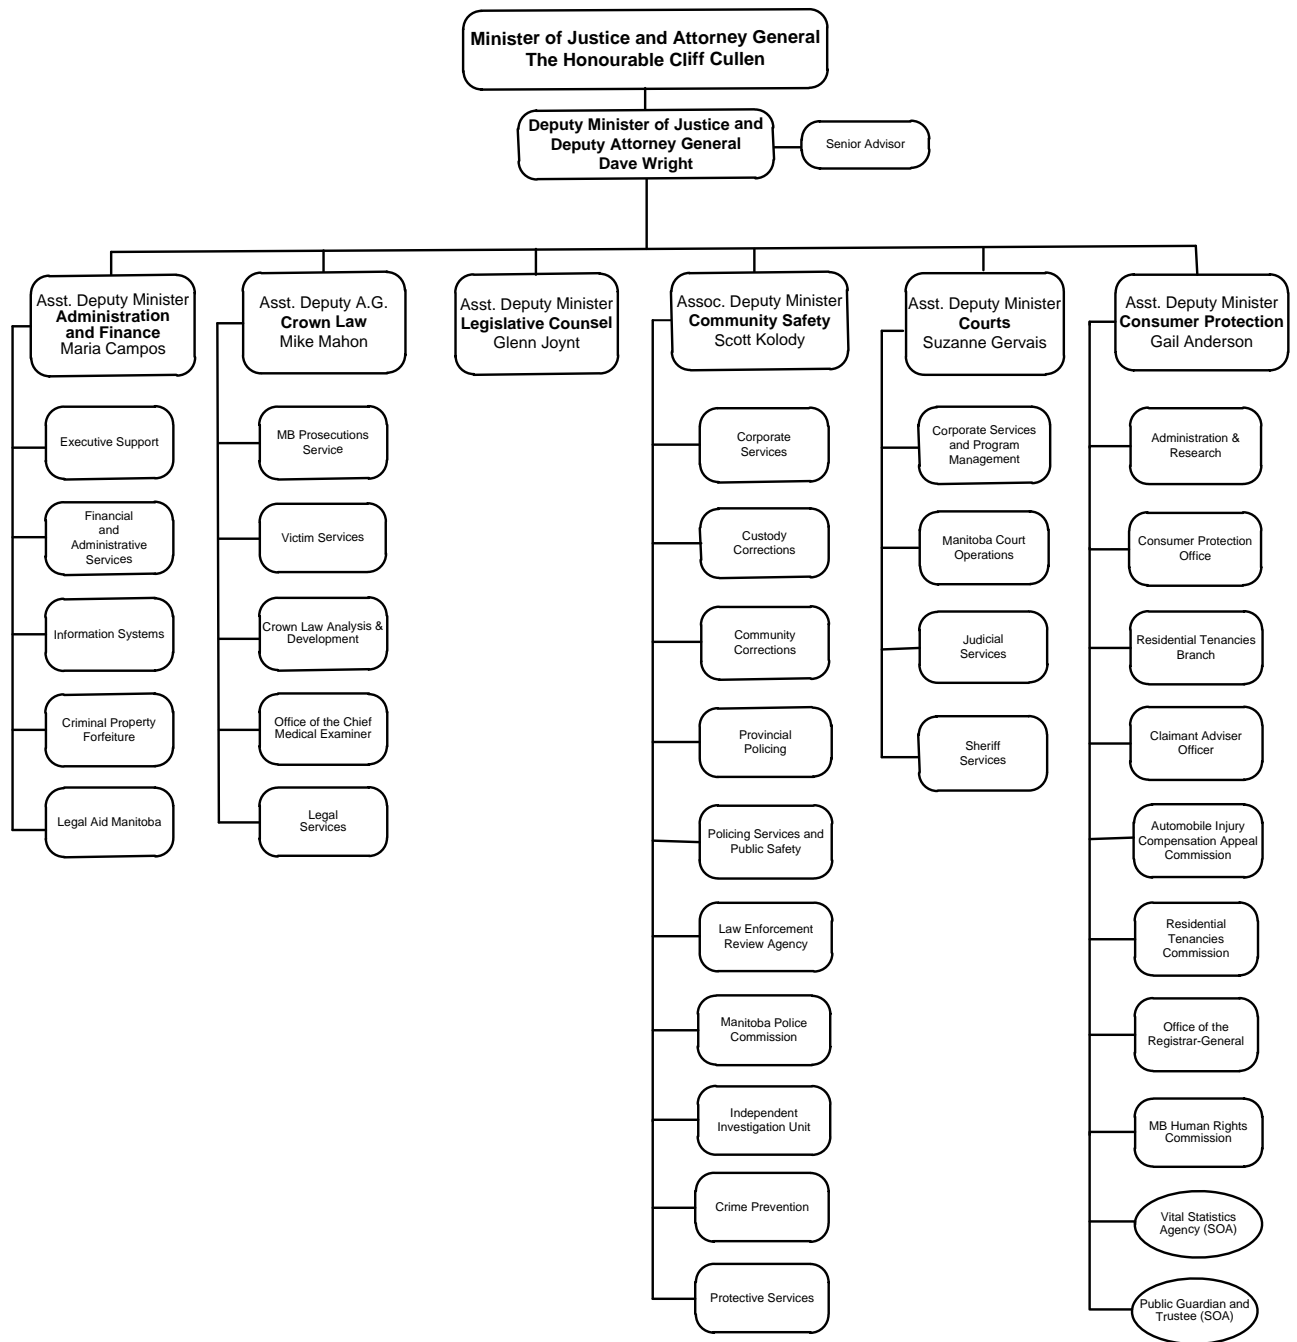 Minister of Justice and Attorney General
The Honourable Cliff Cullen
Deputy Minister of Justice and
Deputy Attorney General
Dave Wright
Senior Advisor
Asst. Deputy Minister
Administration
and Finance
Maria Campos
Executive Support
Financial
and
Administrative
Services
Information Systems
Criminal Property
Forfeiture
Legal Aid Manitoba
Asst. Deputy A.G.
Crown Law
Mike Mahon
MB Prosecutions
Service
Victim Services
Crown Law Analysis &
Development
Office of the Chief
Medical Examiner
Legal
Services
Asst. Deputy Minister
Legislative Counsel
Glenn Joynt
Assoc. Deputy Minister
Community Safety
Scott Kolody
Corporate
Services
Custody
Corrections
Community
Corrections
Provincial
Policing
Policing Services and
Public Safety
Law Enforcement
Review Agency
Manitoba Police
Commission
Independent
Investigation Unit
Crime Prevention
Protective Services
Asst. Deputy Minister
Courts
Suzanne Gervais
Corporate Services
and Program
Management
Manitoba Court
Operations
Judicial
Services
Sheriff
Services
Asst. Deputy Minister
Consumer Protection
Gail Anderson
Administration &
Research
Consumer Protection
Office
Residential Tenancies
Branch
Claimant Adviser
Officer
Automobile Injury
Compensation Appeal
Commission
Residential
Tenancies
Commission
Office of the
Registrar-General
MB Human Rights
Commission
Vital Statistics
Agency (SOA)
Public Guardian and
Trustee (SOA)